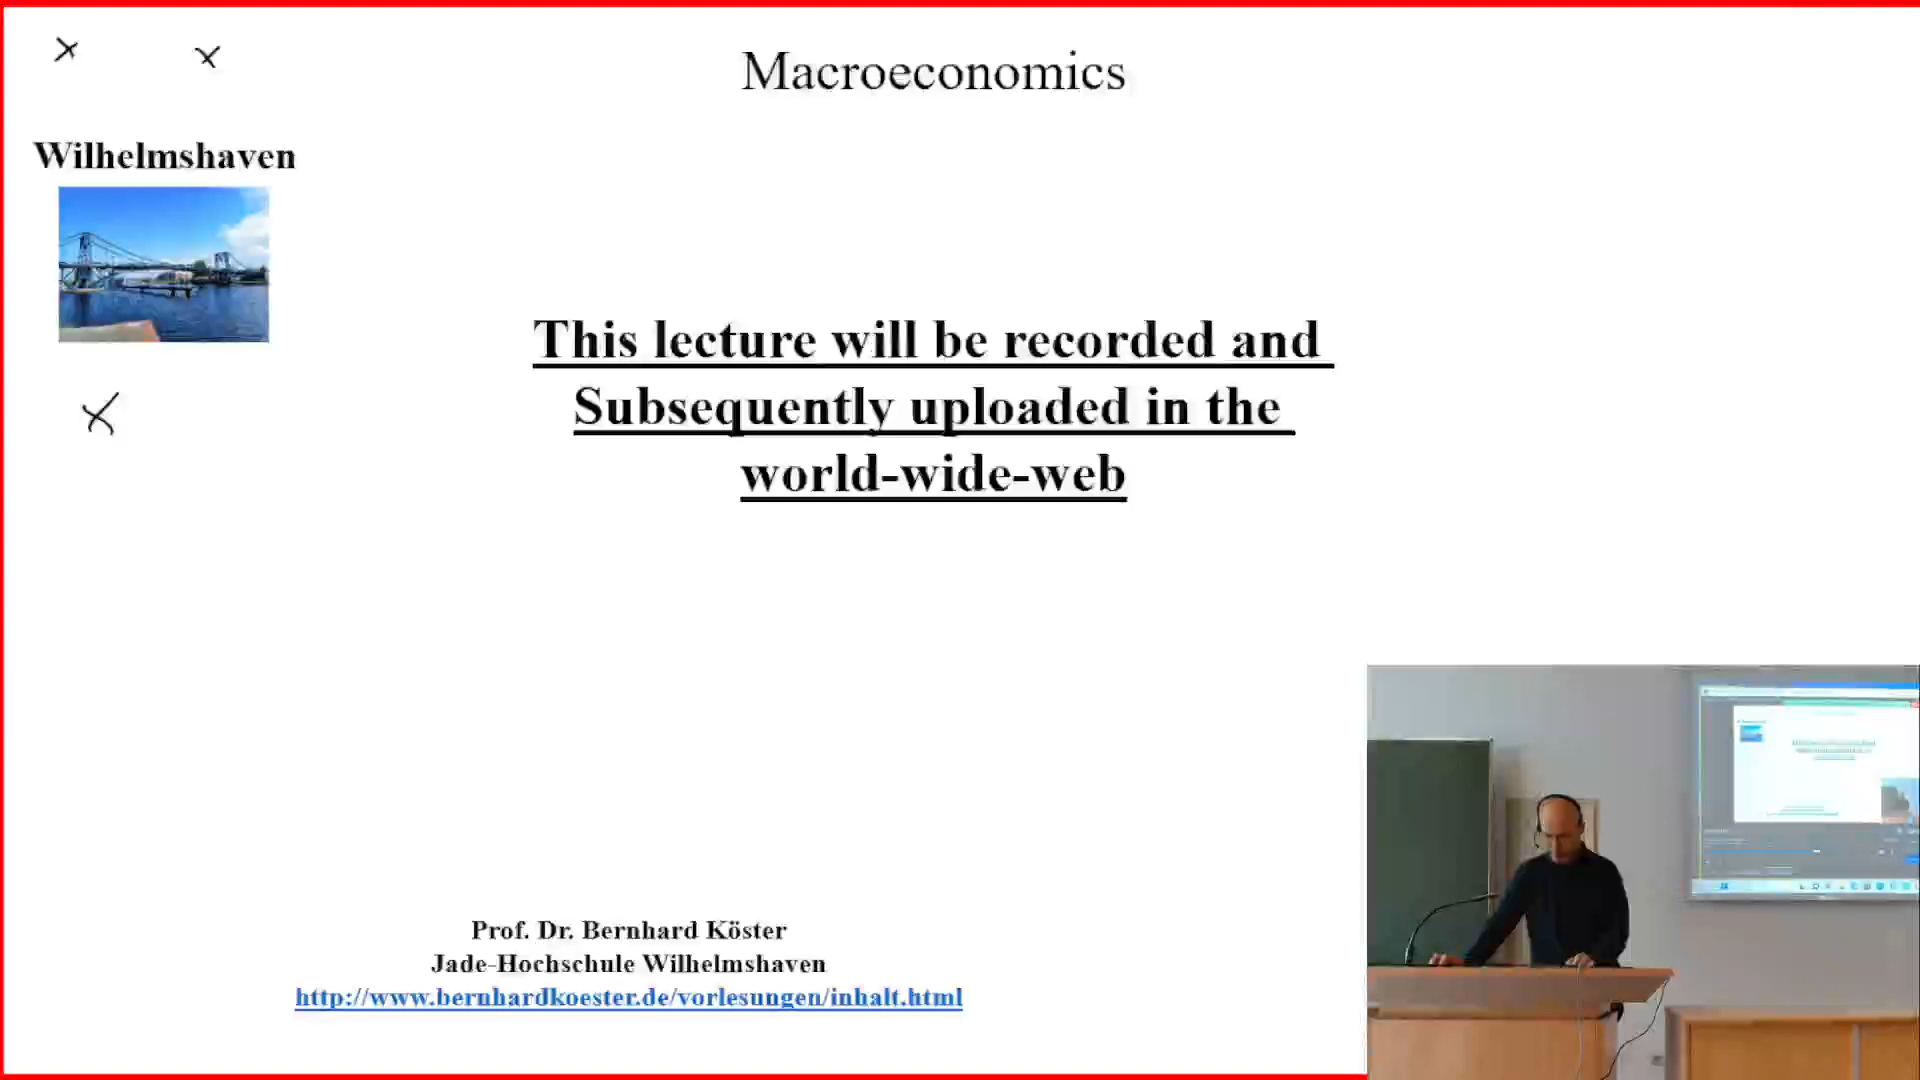 Macroeconomics
Wilhelmshaven
This lecture will be recorded and
Subsequently uploaded in the
world-wide-web
Prof. Dr. Bernhard Köster
Jade-Hochschule Wilhelmshaven
http://www.bernhardkoester.de/vorlesungen/inhalt.html